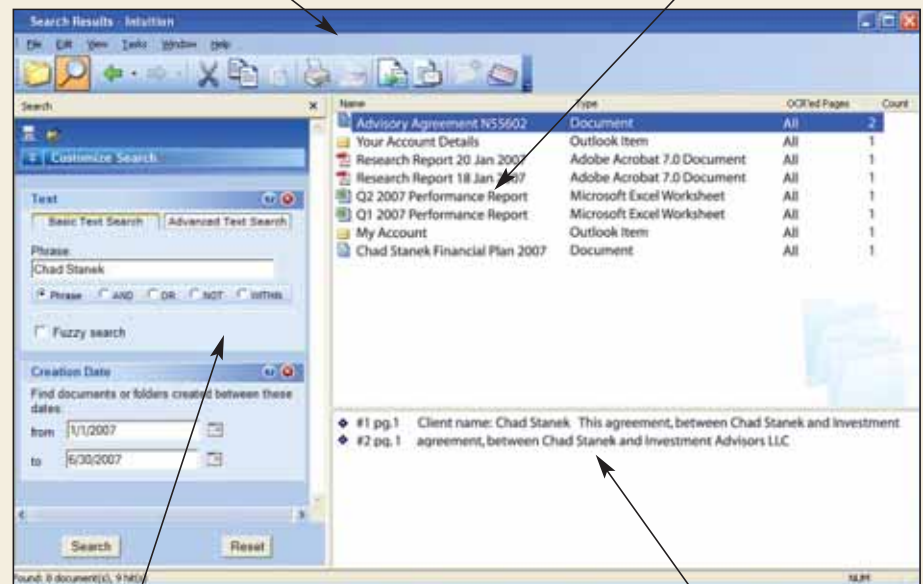 Search Results - Intuition
File Edit View Tasks Window Help
Search
Name Type OCR'ed Pages Count
Customize Search
Text
Basic Text Search Advanced Text Search
Phrase
Chad Stanek
Phrase AND OR NOT WITHIN
Fuzzy search
Creation Date
Find documents or folders created between these
dates:
from 1/1/2007
to 6/30/2007
Search Reset
Advisory Agreement N55602 Document All 2
Your Account Details Outlook Item All 1
Research Report 20 Jan 2007 Adobe Acrobat 7.0 Document All 1
Research Report 18 Jan 2007 Adobe Acrobat 7.0 Document All 1
Q2 2007 Performance Report Microsoft Excel Worksheet All 1
Q1 2007 Performance Report Microsoft Excel Worksheet All 1
My Account Outlook Item All 1
Chad Stanek Financial Plan 2007 Document All 1
#1 pg.1 Client name: Chad Stanek This agreement, between Chad Stanek and Investment
#2 pg. 1 agreement, between Chad Stanek and Investment Advisors LLC
Found: 8 document(s), 9 hit(s)
NUM